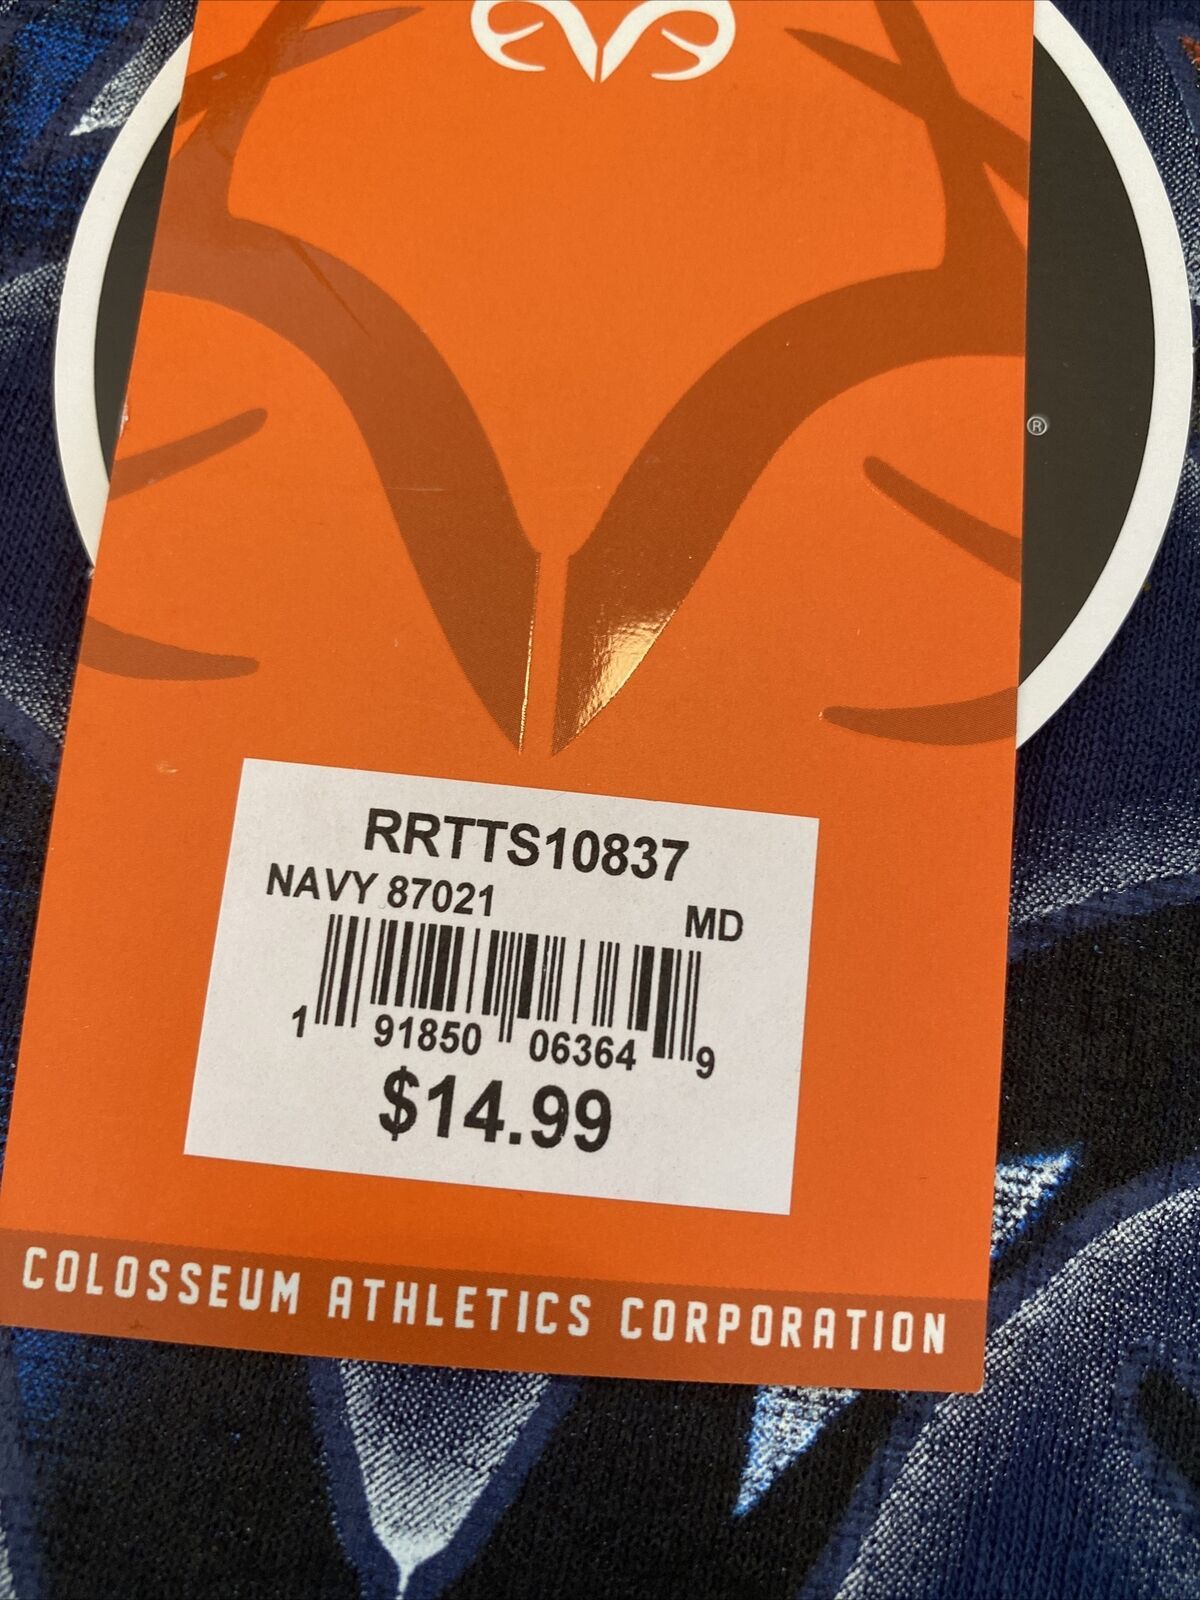 ®
RRTTS10837
NAVY 87021
MD
1 91850 06364 9
$14.99
COLOSSEUM ATHLETICS CORPORATION